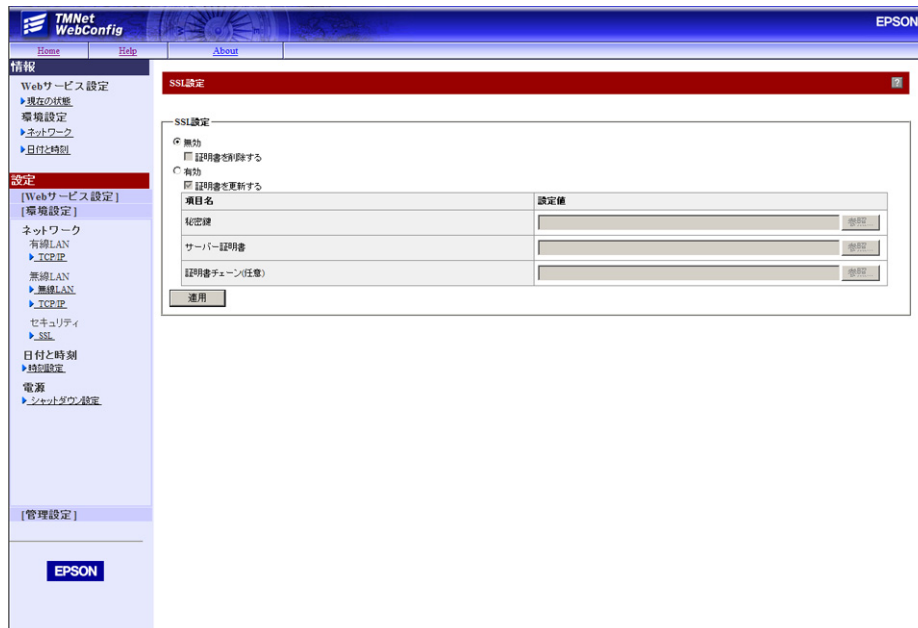 TMNet
WebConfig
EPSON
Home
Help
About
情報
Webサービス設定
現在の状態
環境設定
ネットワーク
日付と時刻
設定
[Webサービス設定]
[環境設定]
ネットワーク
有線LAN
TCP/IP
無線LAN
無線LAN
TCP/IP
セキュリティ
SSL
日付と時刻
時刻設定
電源
シャットダウン設定
[管理設定]
EPSON
SSL設定
?
SSL設定
無効
証明書を削除する
有効
証明書を更新する
項目名 設定値
秘密鍵 参照...
サーバー証明書 参照...
証明書チェーン(任意) 参照...
適用